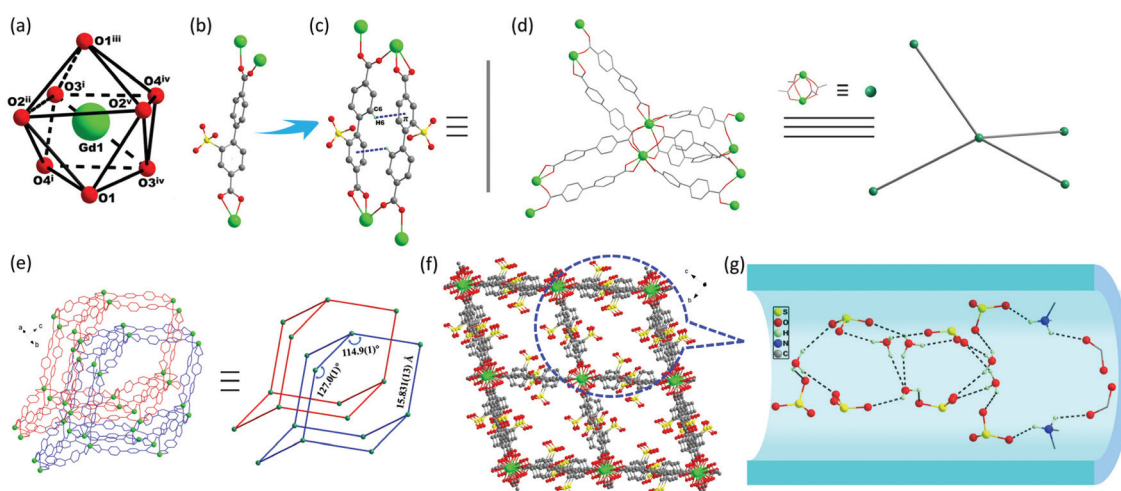 (a)
O1ⁱⁱⁱ
O3ⁱ
O4ⁱᵛ
O2ⁱⁱ
O2ᵛ
Gd1
O4ⁱ
O3ⁱᵛ
O1
(b)
(c)
C6
H6
π
(d)
(e)
a
c
b
114.9(1)°
127.0(1)°
15.831(13) Å
(f)
c
b
(g)
S
O
H
N
C